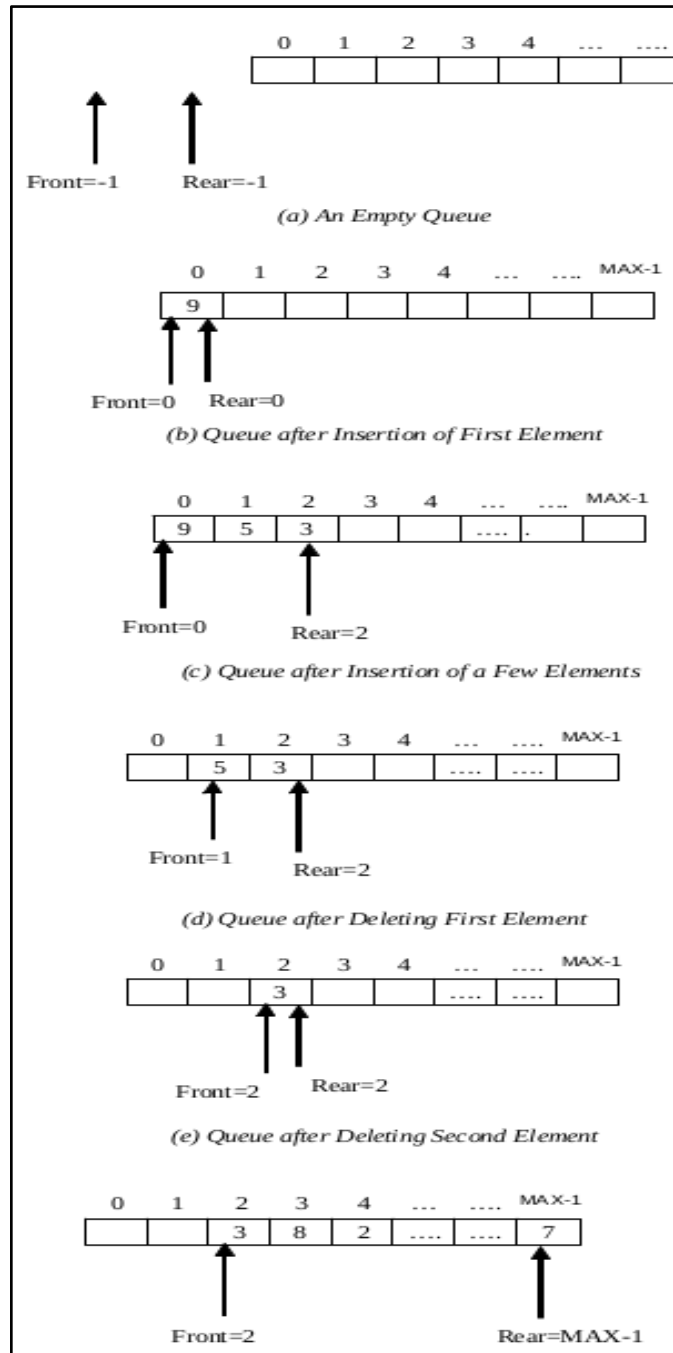 0 1 2 3 4 ... ....
Front=-1 Rear=-1
(a) An Empty Queue
0 1 2 3 4 ... .... MAX-1
9
Front=0 Rear=0
(b) Queue after Insertion of First Element
0 1 2 3 4 ... .... MAX-1
9 5 3 .... .
Front=0 Rear=2
(c) Queue after Insertion of a Few Elements
0 1 2 3 4 ... .... MAX-1
5 3 .... ....
Front=1 Rear=2
(d) Queue after Deleting First Element
0 1 2 3 4 ... .... MAX-1
3 .... ....
Front=2 Rear=2
(e) Queue after Deleting Second Element
0 1 2 3 4 ... .... MAX-1
3 8 2 .... .... 7
Front=2 Rear=MAX-1